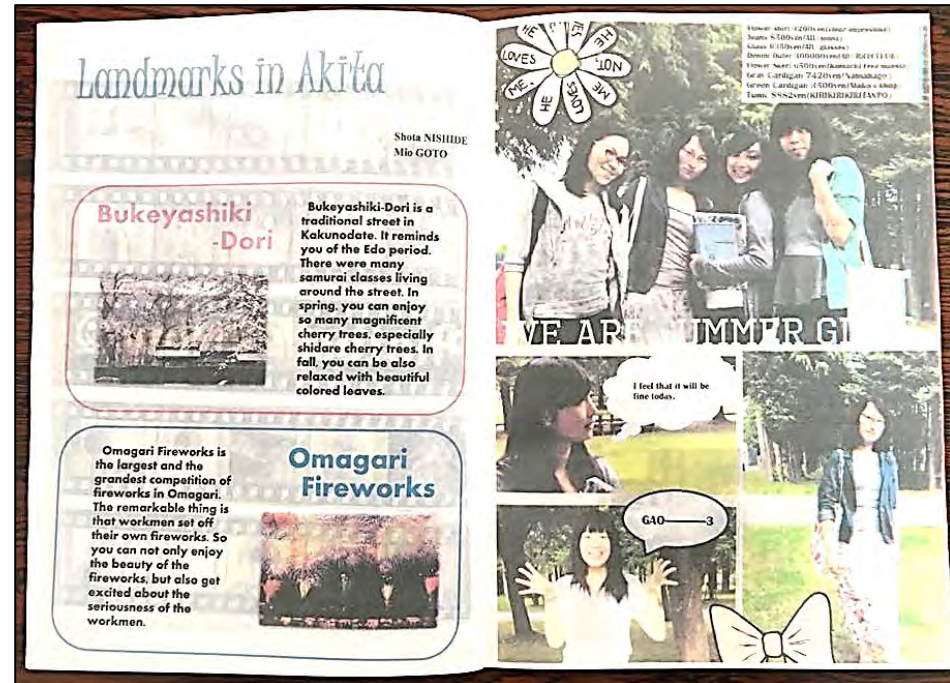 Landmarks in Akita
Shota NISHIDE
Mio GOTO
Bukeyashiki
-Dori
Bukeyashiki-Dori is a
traditional street in
Kakunodate. It reminds
you of the Edo period.
There were many
samurai classes living
around the street. In
spring, you can enjoy
so many magnificent
cherry trees, especially
shidare cherry trees. In
fall, you can be also
relaxed with beautiful
colored leaves.
Omagari Fireworks is
the largest and the
grandest competition of
fireworks in Omagari.
The remarkable thing is
that workmen set off
their own fireworks. So
you can not only enjoy
the beauty of the
fireworks, but also get
excited about the
seriousness of the
workmen.
Omagari
Fireworks
HE
LOVES
ME
HE
LOVES
ME
NOT
HE
Green Cardigan
WE ARE SUMMER
I feel that it will be
fine today.
GAO——3